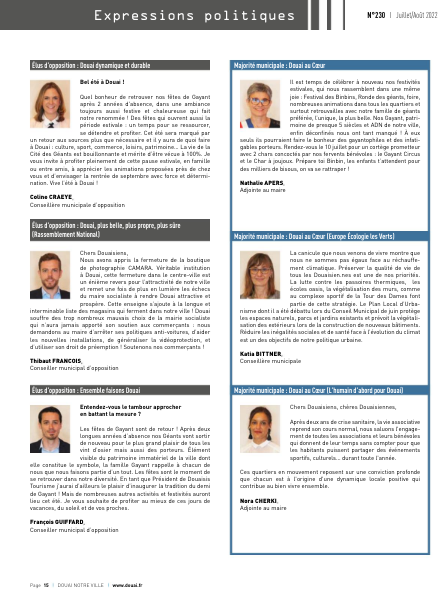 Expressions politiques
N°230 | Juillet/Août 2022
Élus d'opposition : Douai dynamique et durable
Bel été à Douai !
Quel bonheur de retrouver nos fêtes de Gayant
après 2 années d'absence, dans une ambiance
toujours aussi festive et chaleureuse qui fait
notre renommée ! Des fêtes qui ouvrent aussi la
période estivale : un temps pour se ressourcer,
se détendre et profiter. Cet été sera marqué par
un retour aux sources plus que nécessaire et il y aura de quoi faire
à Douai : culture, sport, commerce, loisirs, patrimoine... La vie de la
Cité des Géants est bouillonnante et mérite d'être vécue à 100%. Je
vous invite à profiter pleinement de cette pause estivale, en famille
ou entre amis, à apprécier les animations proposées près de chez
vous et d'envisager la rentrée de septembre avec force et détermi-
nation. Vive l'été à Douai !
Coline CRAEYE,
Conseillère municipale d'opposition
Élus d'opposition : Douai, plus belle, plus propre, plus sûre
(Rassemblement National)
Chers Douaisiens,
Nous avons appris la fermeture de la boutique
de photographie CAMARA. Véritable institution
à Douai, cette fermeture dans le centre-ville est
un énième revers pour l'attractivité de notre ville
et remet une fois de plus en lumière les échecs
du maire socialiste à rendre Douai attractive et
prospère. Cette enseigne s'ajoute à la longue et
interminable liste des magasins qui ferment dans notre ville ! Douai
souffre des trop nombreux mauvais choix de la mairie socialiste
qui n'aura jamais apporté son soutien aux commerçants : nous
demandons au maire d'arrêter ses politiques anti-voitures, d'aider
les nouvelles installations, de généraliser la vidéoprotection, et
d'utiliser son droit de préemption ! Soutenons nos commerçants !
Thibaut FRANCOIS,
Conseiller municipal d'opposition
Élus d'opposition : Ensemble faisons Douai
Entendez-vous le tambour approcher
en battant la mesure ?
Les fêtes de Gayant sont de retour ! Après deux
longues années d'absence nos Géants vont sortir
de nouveau pour le plus grand plaisir de tous les
vint d'osier mais aussi des porteurs. Élément
visible du patrimoine immatériel de la ville dont
elle constitue le symbole, la famille Gayant rappelle à chacun de
nous que nous faisons partie d'un tout. Les fêtes sont le moment de
se retrouver dans notre diversité. En tant que Président de Douaisis
Tourisme j'aurai d'ailleurs le plaisir d'inaugurer la tradition du demi
de Gayant ! Mais de nombreuses autres activités et festivités auront
lieu cet été. Je vous souhaite de profiter au mieux de ces jours de
vacances, du soleil et de vos proches.
François GUIFFARD,
Conseiller municipal d'opposition
Majorité municipale : Douai au Cœur
Il est temps de célébrer à nouveau nos festivités
estivales, qui nous rassemblent dans une même
joie : Festival des Binbins, Ronde des géants, foire,
nombreuses animations dans tous les quartiers et
surtout retrouvailles avec notre famille de géants
préférée, l'unique, la plus belle. Nos Gayant, patri-
moine de presque 5 siècles et ADN de notre ville,
enfin déconfinés nous ont tant manqué ! À eux
seuls ils pourraient faire le bonheur des gayantophiles et des infati-
gables porteurs. Rendez-vous le 10 juillet pour un cortège prometteur
avec 2 chars concoctés par nos fervents bénévoles : le Gayant Circus
et le Char à joujoux. Prépare toi Binbin, les enfants t'attendent pour
des milliers de bisous, on va se rattraper !
Nathalie APERS,
Adjointe au maire
Majorité municipale : Douai au Cœur (Europe Écologie les Verts)
La canicule que nous venons de vivre montre que
nous ne sommes pas égaux face au réchauffe-
ment climatique. Préserver la qualité de vie de
tous les Douaisiennes est une de nos priorités.
La lutte contre les passoires thermiques, les
écoles oasis, la végétalisation des murs, comme
au complexe sportif de la Tour des Dames font
partie de cette stratégie. Le Plan Local d'Urba-
nisme dont il a été débattu lors du Conseil Municipal de juin protège
les espaces naturels, parcs et jardins existants et prévoit la végétali-
sation des extérieurs lors de la construction de nouveaux bâtiments.
Réduire les inégalités sociales et de santé face à l'évolution du climat
est un des objectifs de notre politique urbaine.
Katia BITTNER,
Conseillère municipale
Majorité municipale : Douai au Cœur (L'humain d'abord pour Douai)
Chers Douaisiens, chères Douaisiennes,
Après deux ans de crise sanitaire, la vie associative
reprend son cours normal, nous saluons l'engage-
ment de toutes les associations et leurs bénévoles
qui donnent de leur temps sans compter pour que
les habitants puissent partager des événements
sportifs, culturels... durant toute l'année.
Ces quartiers en mouvement reposent sur une conviction profonde
que chacun est à l'origine d'une dynamique locale positive qui
contribue au bien vivre ensemble.
Nora CHERKI,
Adjointe au maire
Page 15 | DOUAI NOTRE VILLE | www.douai.fr